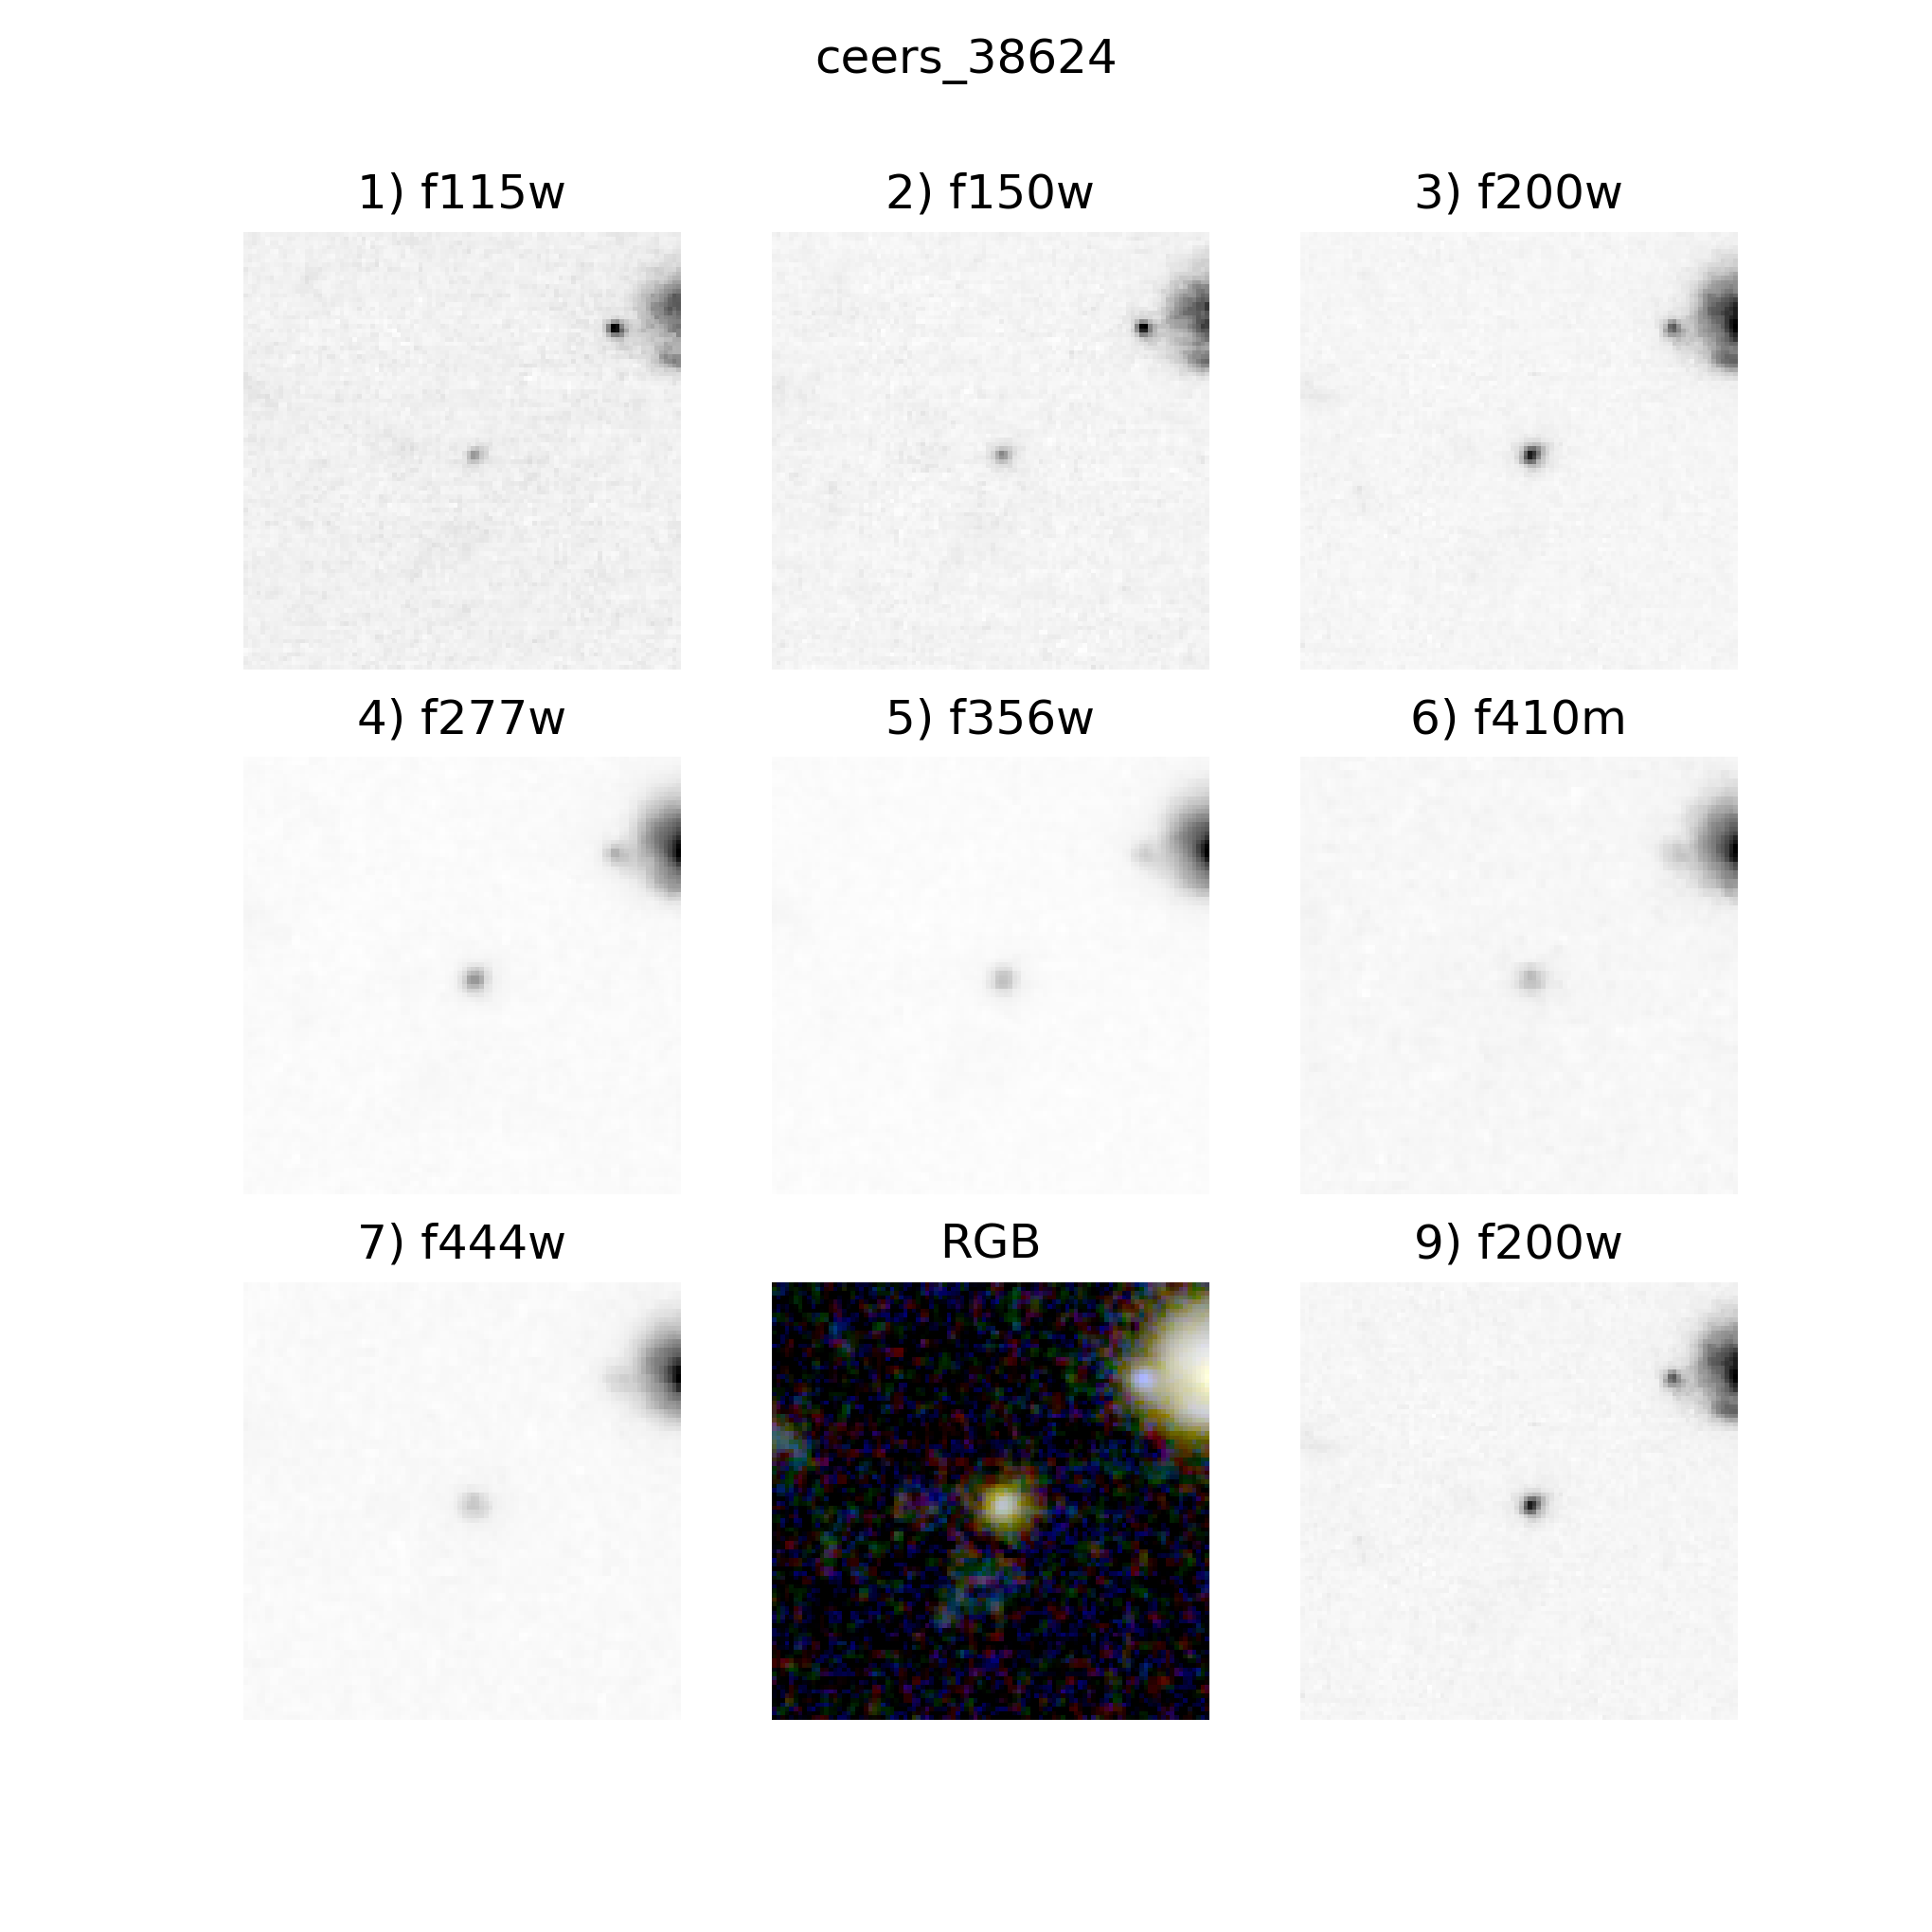 ceers_38624
1) f115w
2) f150w
3) f200w
4) f277w
5) f356w
6) f410m
7) f444w
RGB
9) f200w